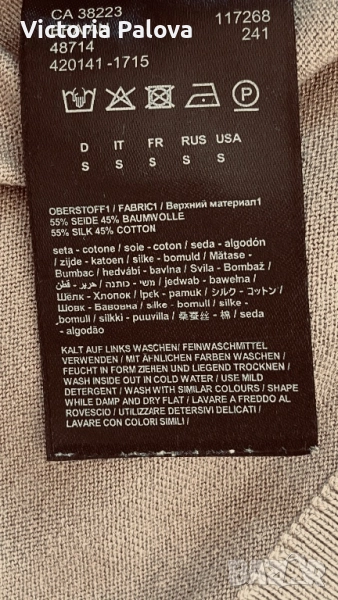 Victoria Palova
CA 38223
117268
48714
241
420141 -1715
D IT FR RUS USA
S S S S S
OBERSTOFF1 / FABRIC1 / Верхний материал1
55% SEIDE 45% BAUMWOLLE
55% SILK 45% COTTON
seta - cotone / soie - coton / seda - algodón
/ zijde - katoen / silke - bomuld / Mătase -
Bumbac / hedvábí - bavlna / Svila - Bombaž /
jedwab - bawełna /
Шёлк - Хлопок / Ipek - pamuk / シルク - コットン /
Шовк - Бавовна / silke - bomull / silke -
bomull / silkki - puuvilla / 桑蚕丝 - 棉 / seda
- algodão
KALT AUF LINKS WASCHEN/ FEINWASCHMITTEL
VERWENDEN / MIT ÄHNLICHEN FARBEN WASCHEN/
FEUCHT IN FORM ZIEHEN UND LIEGEND TROCKNEN /
WASH INSIDE OUT IN COLD WATER / USE MILD
DETERGENT / WASH WITH SIMILAR COLOURS / SHAPE
WHILE DAMP AND DRY FLAT / LAVARE A FREDDO AL
ROVESCIO / UTILIZZARE DETERSIVI DELICATI /
LAVARE CON COLORI SIMILI /